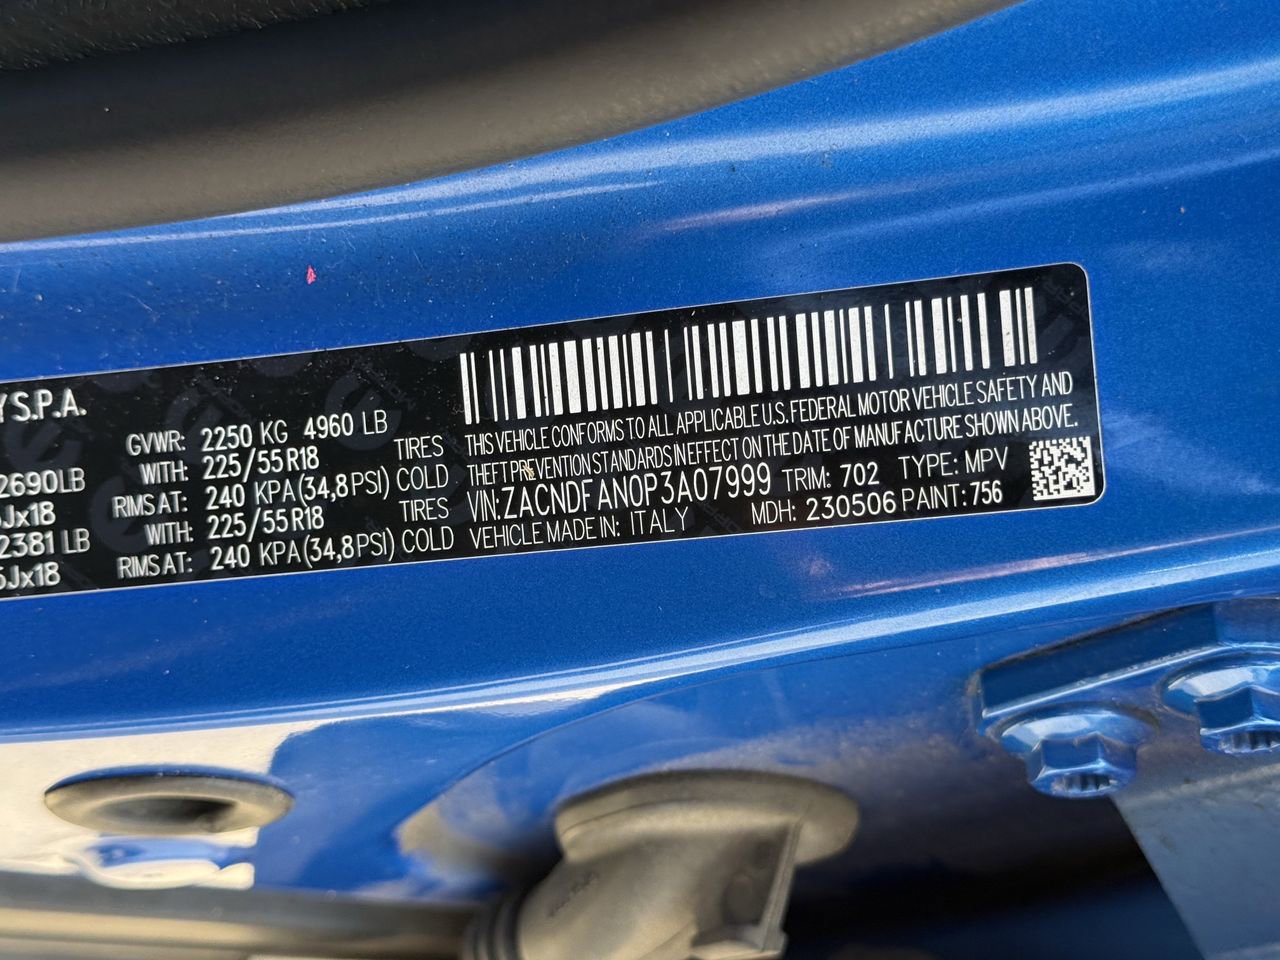 Y S.P.A.
GVWR: 2250 KG 4960 LB
2690LB WITH: 225/55R18 TIRES
Jx18 RIMS AT: 240 KPA(34,8PSI) COLD
2381 LB WITH: 225/55R18 TIRES
Jx18 RIMS AT: 240 KPA(34,8PSI) COLD
THIS VEHICLE CONFORMS TO ALL APPLICABLE U.S. FEDERAL MOTOR VEHICLE SAFETY AND
THEFT PREVENTION STANDARDS IN EFFECT ON THE DATE OF MANUFACTURE SHOWN ABOVE.
VIN: ZACNDFAN0P3A07999 TRIM: 702 TYPE: MPV
VEHICLE MADE IN: ITALY MDH: 230506 PAINT: 756